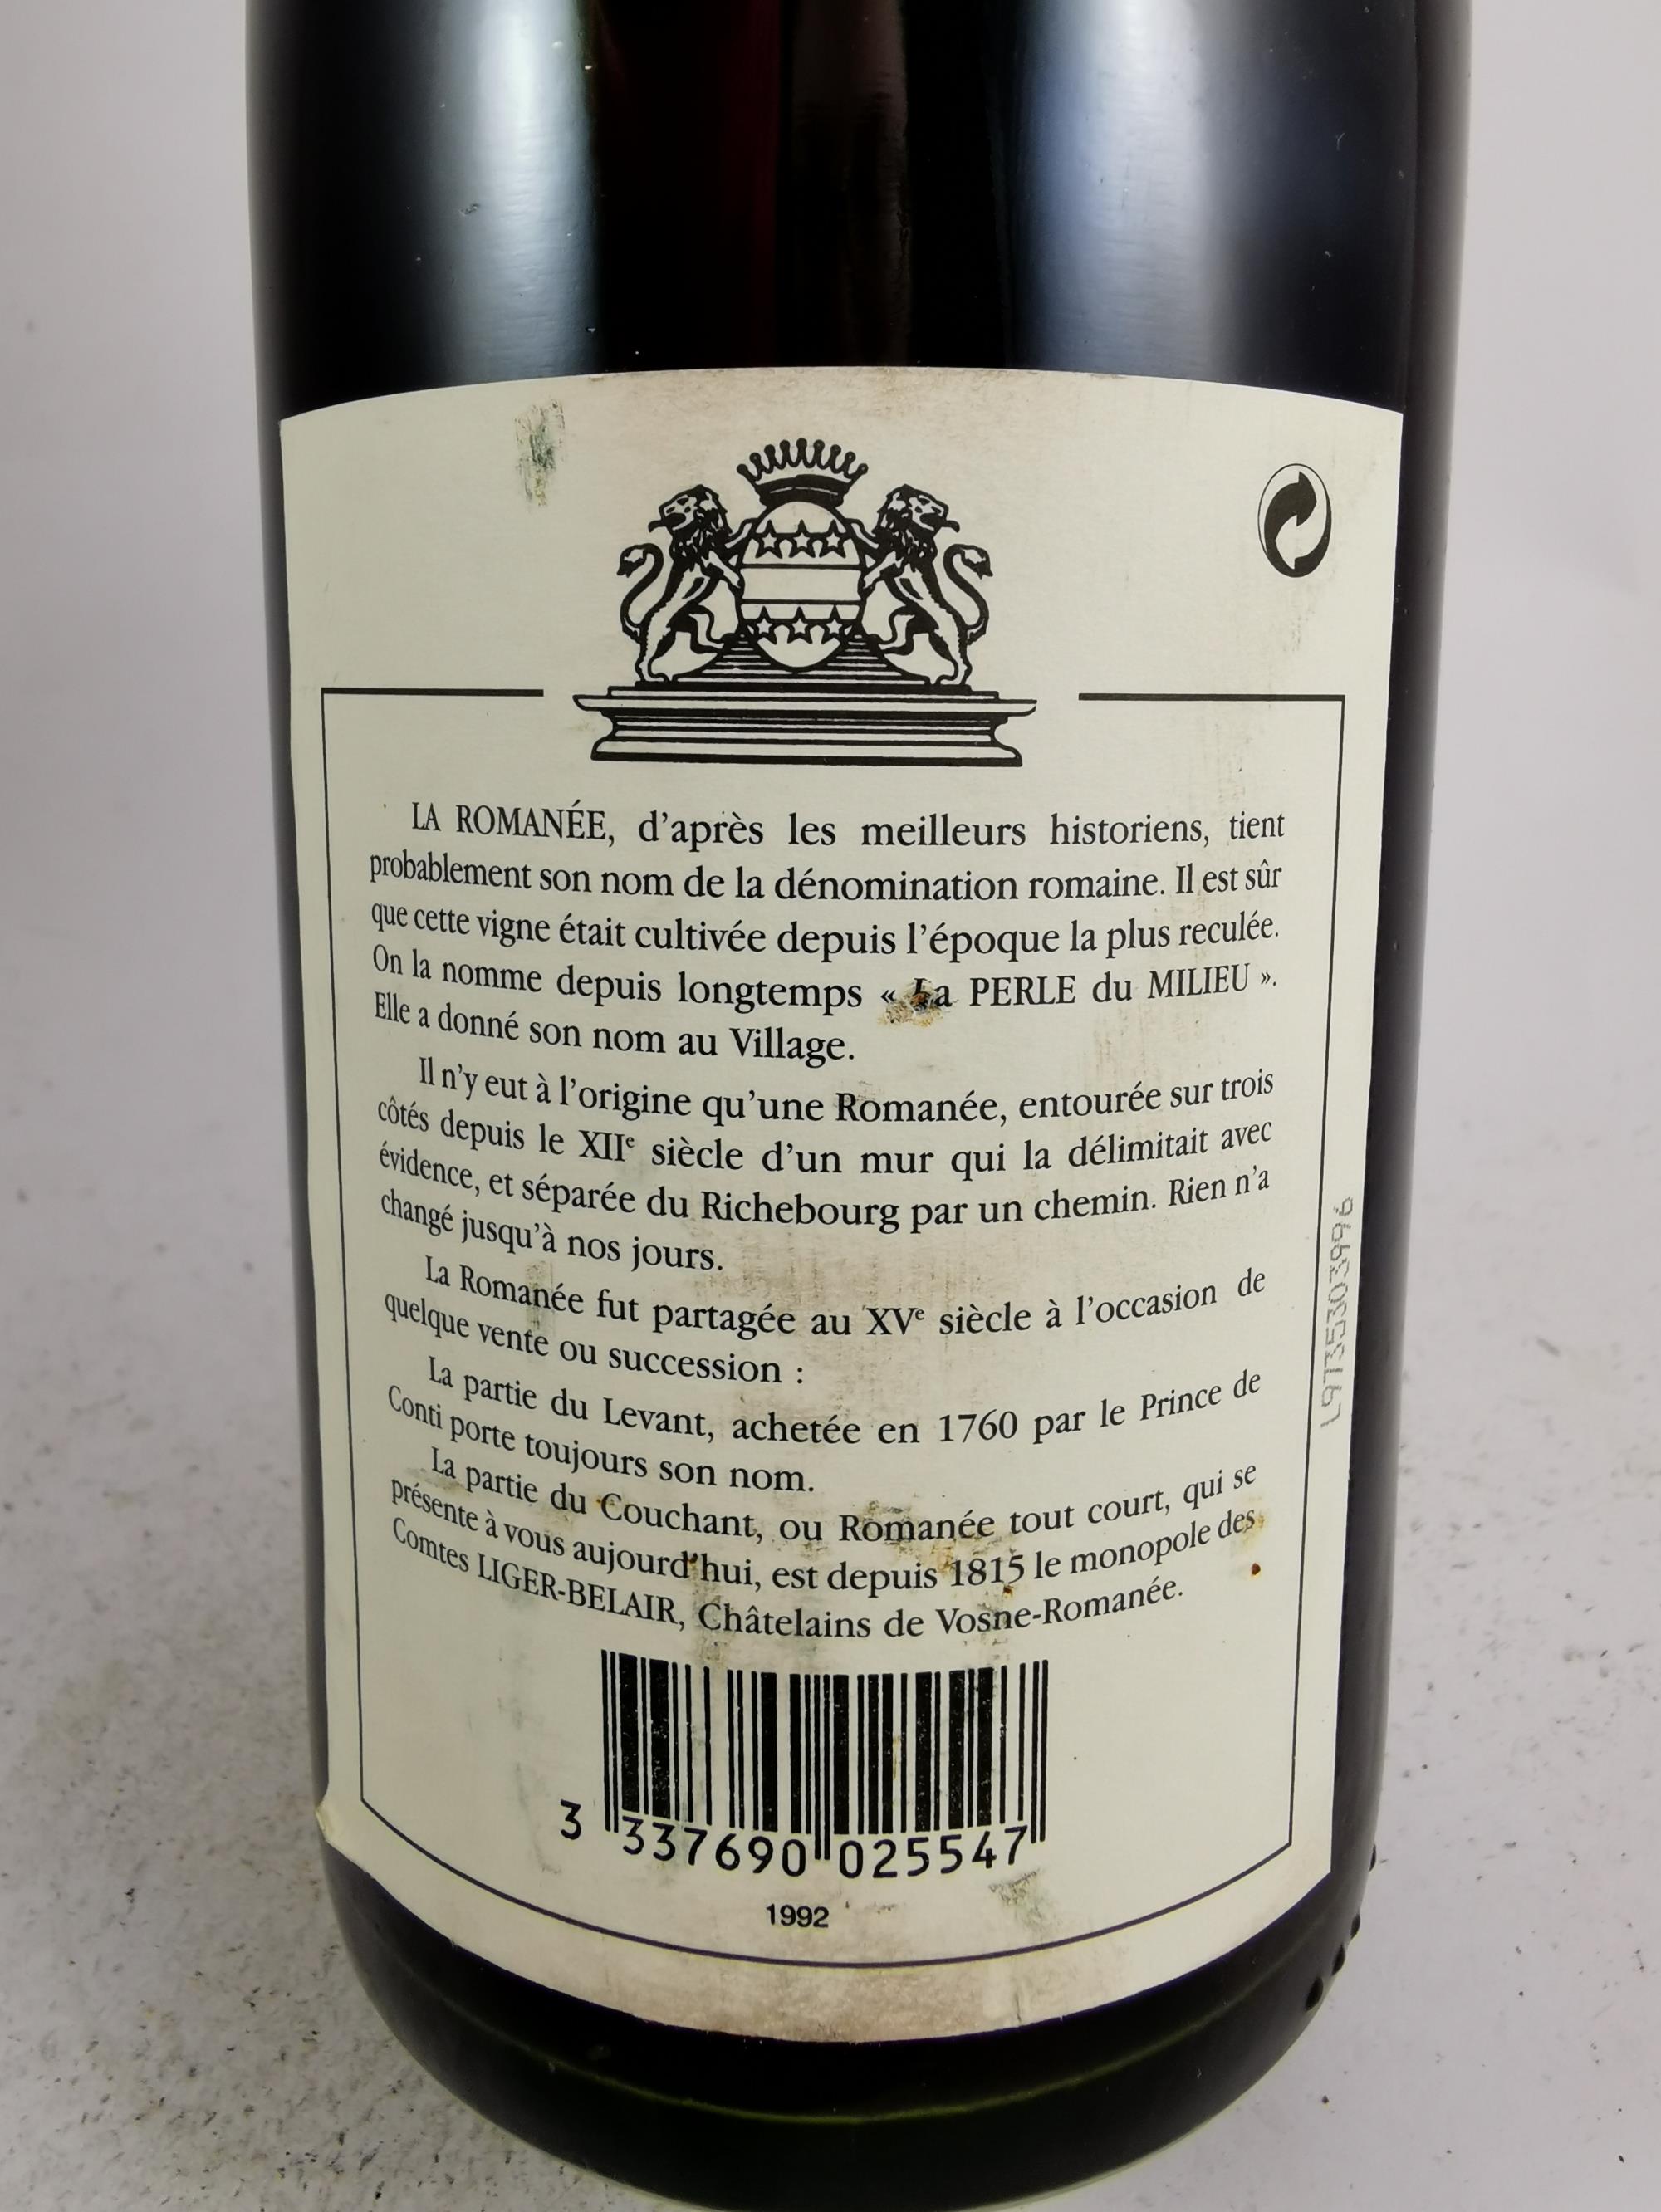 LA ROMANÉE, d'après les meilleurs historiens, tient
probablement son nom de la dénomination romaine. Il est sûr
que cette vigne était cultivée depuis l'époque la plus reculée.
On la nomme depuis longtemps « La PERLE du MILIEU ».
Elle a donné son nom au Village.
Il n'y eut à l'origine qu'une Romanée, entourée sur trois
côtés depuis le XIIe siècle d'un mur qui la délimitait avec
évidence, et séparée du Richebourg par un chemin. Rien n'a
changé jusqu'à nos jours.
La Romanée fut partagée au XVe siècle à l'occasion de
quelque vente ou succession :
La partie du Levant, achetée en 1760 par le Prince de
Conti porte toujours son nom.
La partie du Couchant, ou Romanée tout court, qui se
présente à vous aujourd'hui, est depuis 1815 le monopole des
Comtes LIGER-BELAIR, Châtelains de Vosne-Romanée.
3 337690 025547
1992
L9735303996